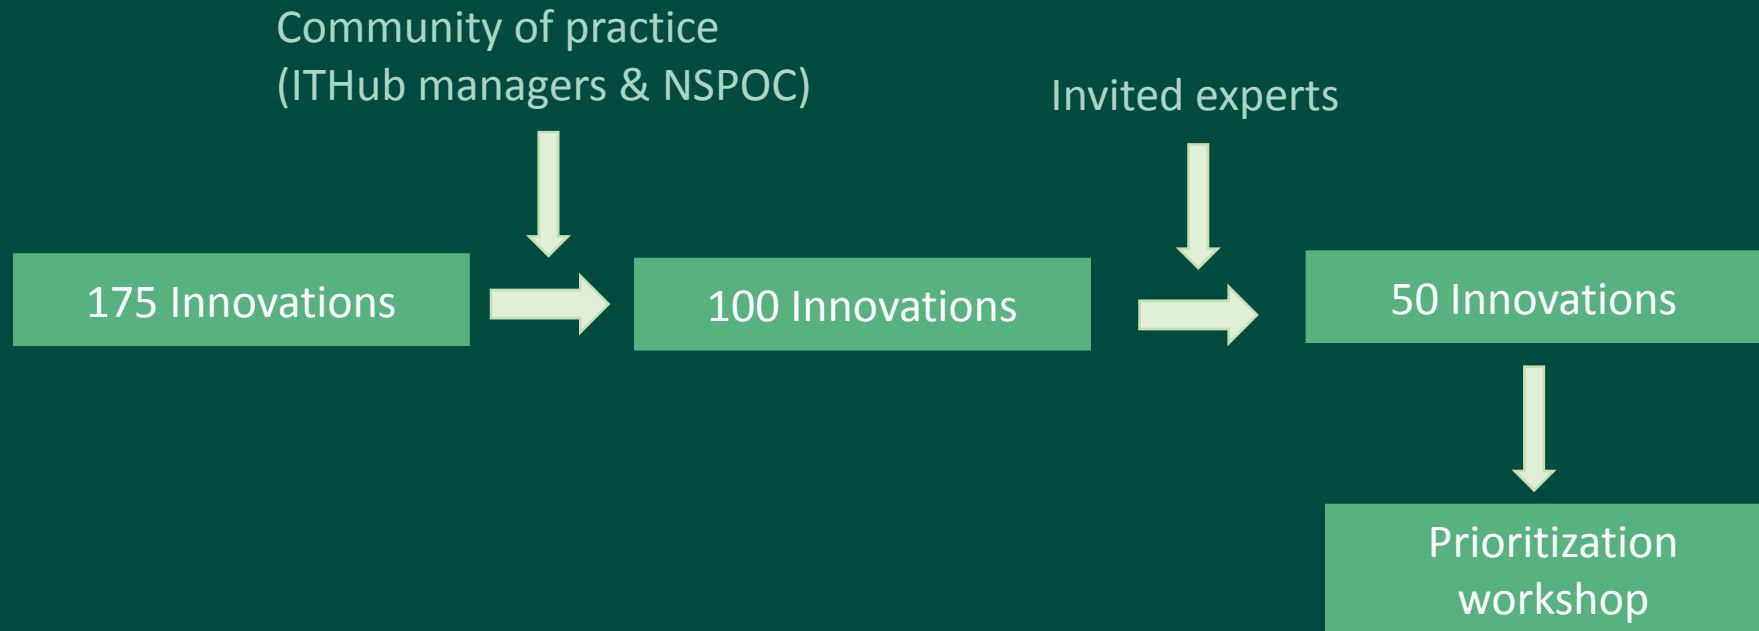 Community of practice
(ITHub managers & NSPOC)
Invited experts
175 Innovations
100 Innovations
50 Innovations
Prioritization
workshop